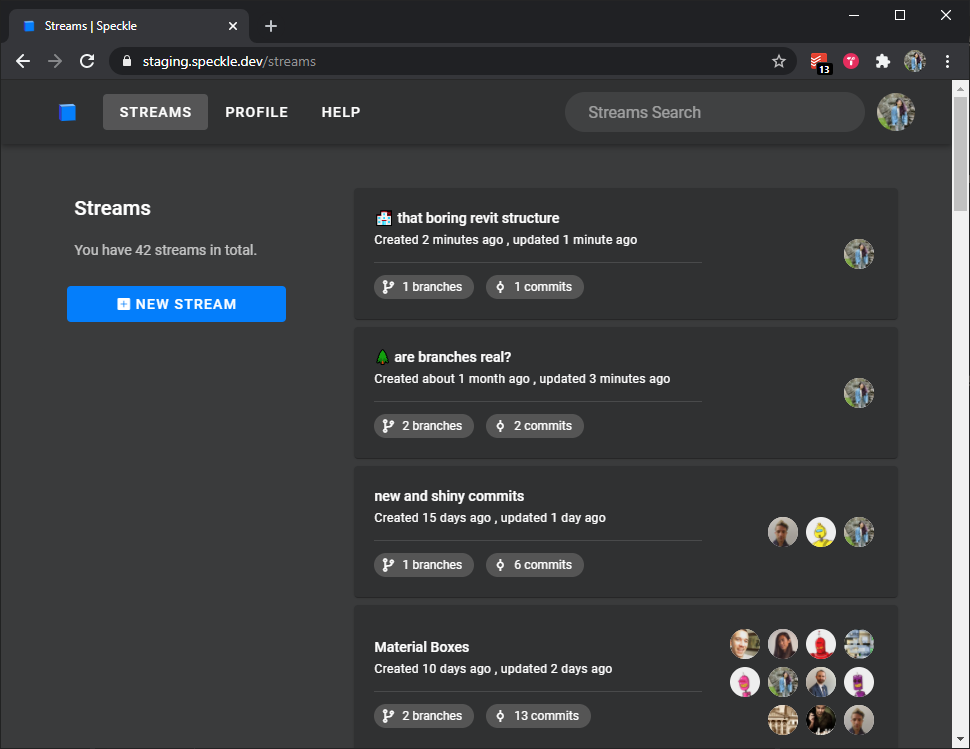 Streams | Speckle
staging.speckle.dev/streams
13
STREAMS PROFILE HELP Streams Search
Streams
You have 42 streams in total.
NEW STREAM
that boring revit structure
Created 2 minutes ago , updated 1 minute ago
1 branches 1 commits
are branches real?
Created about 1 month ago , updated 3 minutes ago
2 branches 2 commits
new and shiny commits
Created 15 days ago , updated 1 day ago
1 branches 6 commits
Material Boxes
Created 10 days ago , updated 2 days ago
2 branches 13 commits